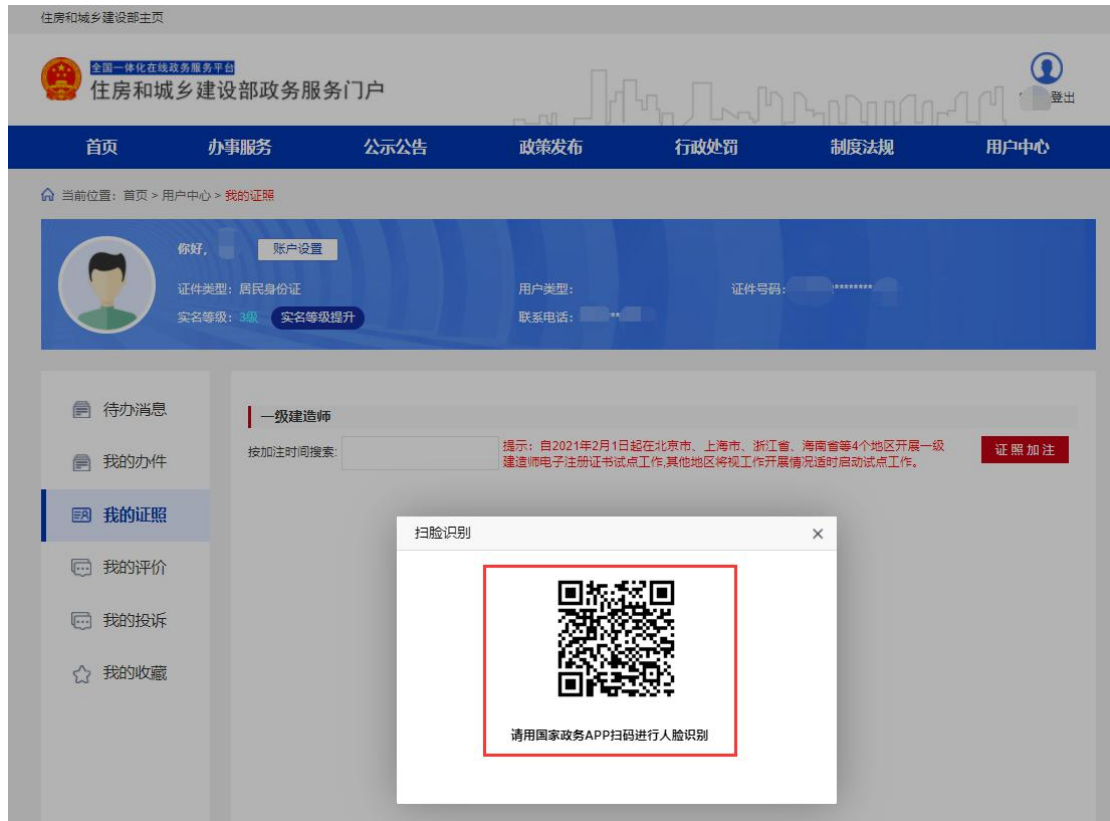 住房和城乡建设部主页
全国一体化在线政务服务平台
住房和城乡建设部政务服务门户
登出
首页 办事服务 公示公告 政策发布 行政处罚 制度法规 用户中心
当前位置：首页 > 用户中心 > 我的证照
你好， 账户设置
证件类型：居民身份证 用户类型： 证件号码： ********
实名等级：3级 实名等级提升 联系电话： **
待办消息
我的办件
我的证照
我的评价
我的投诉
我的收藏
一级建造师
按加注时间搜索:
提示：自2021年2月1日起在北京市、上海市、浙江省、海南省等4个地区开展一级
建造师电子注册证书试点工作,其他地区将视工作开展情况适时启动试点工作。
证照加注
扫脸识别 ×
请用国家政务APP扫码进行人脸识别